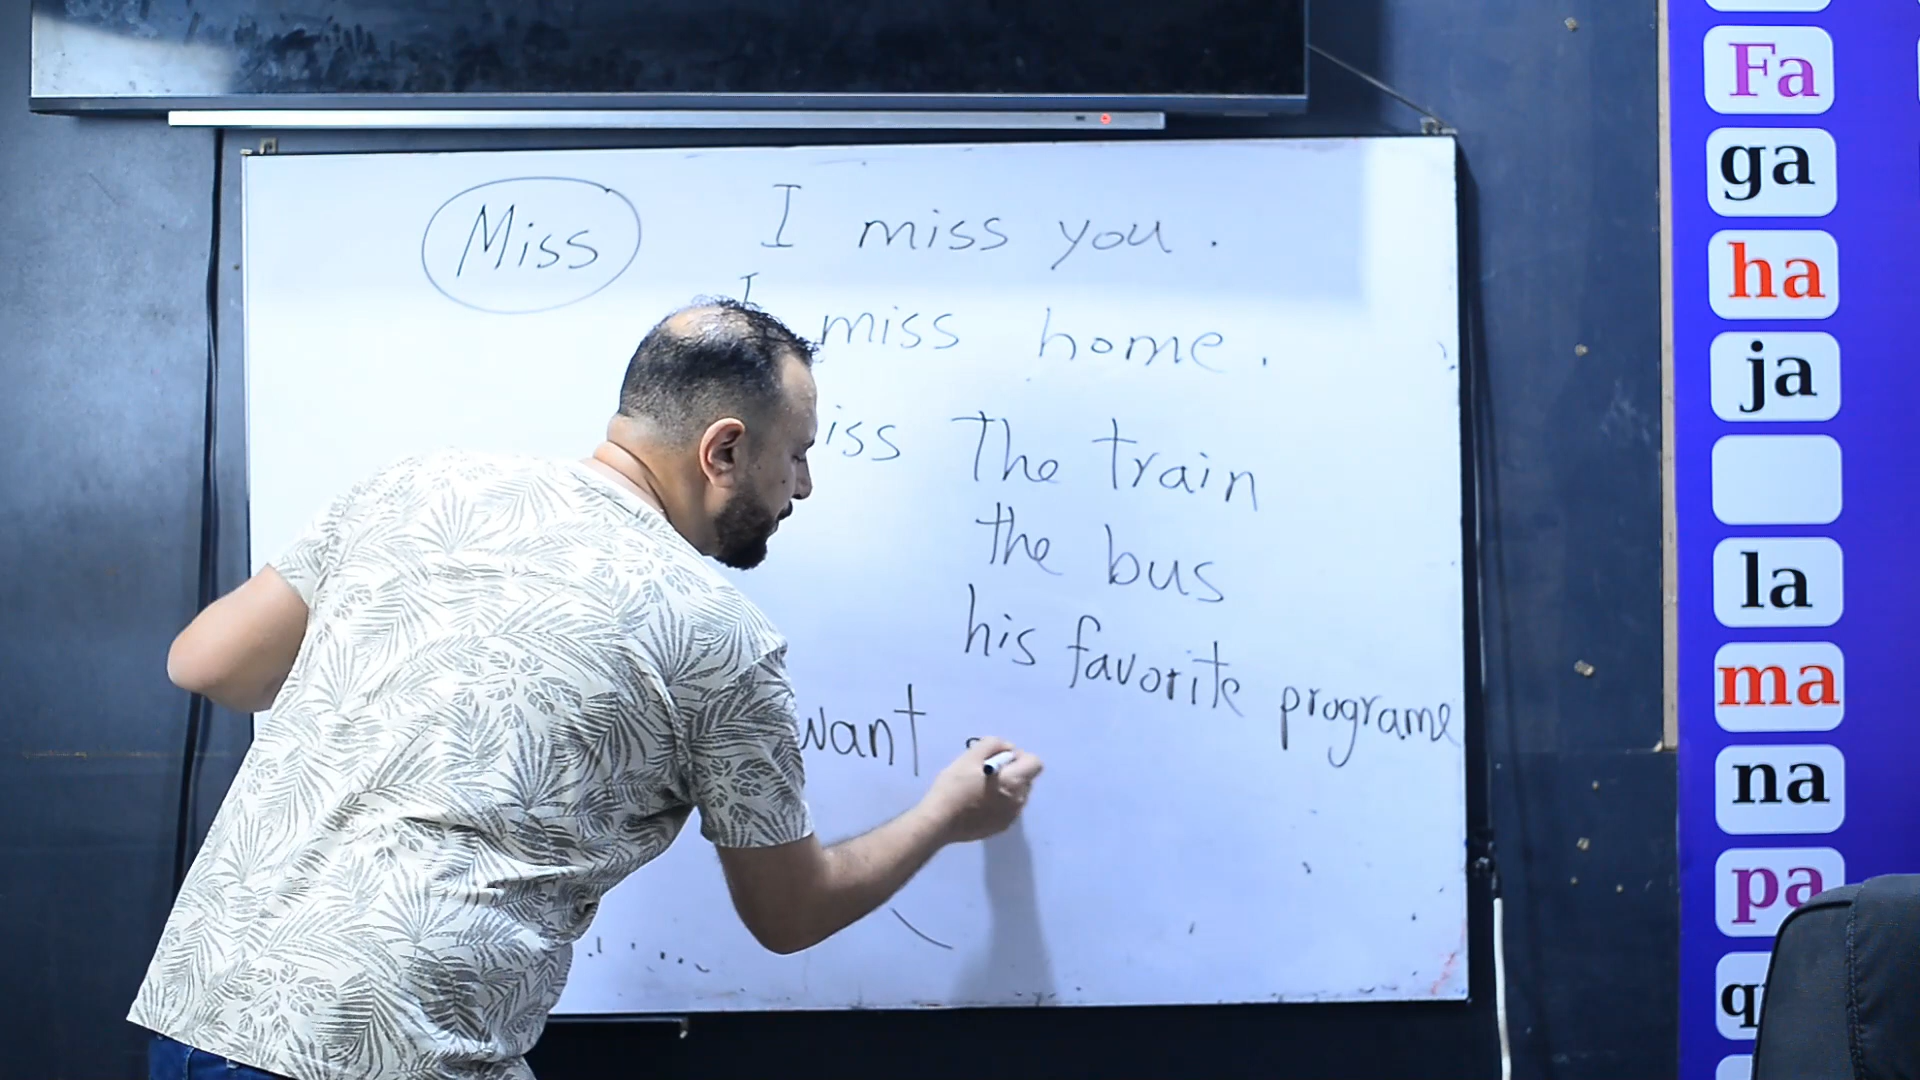 Miss
I miss you.
I miss home.
iss The train
the bus
his favorite programe
want
Fa
ga
ha
ja
la
ma
na
pa